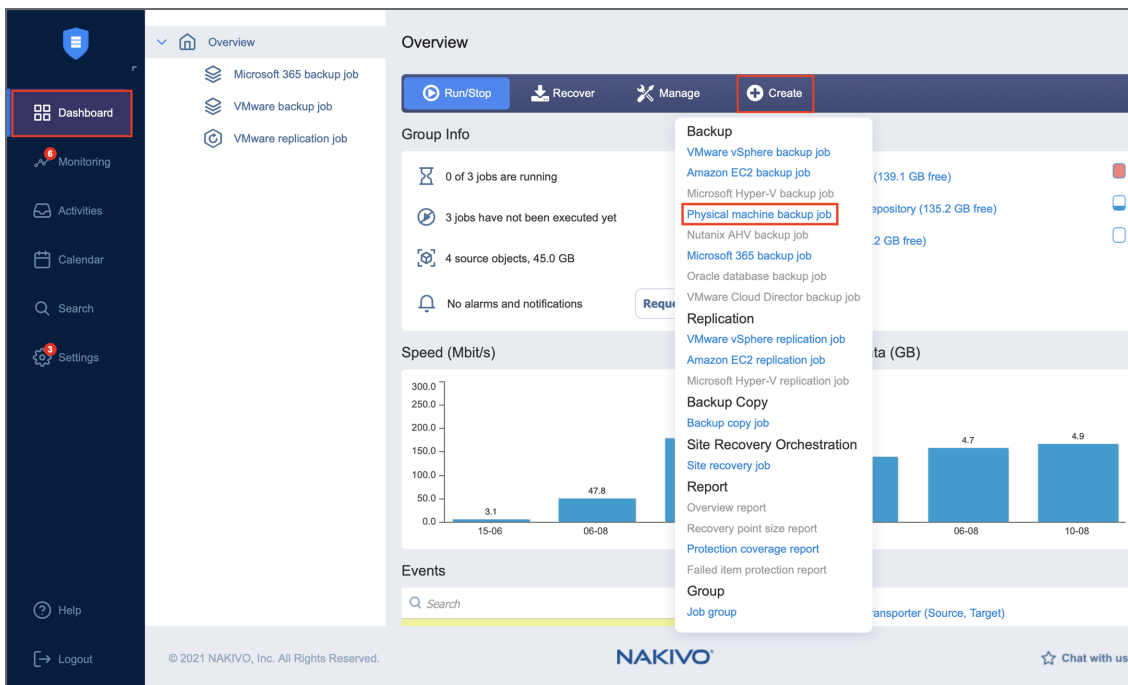 Dashboard
6
Monitoring
Activities
Calendar
Search
3
Settings
Help
Logout
Overview
Microsoft 365 backup job
VMware backup job
VMware replication job
Overview
Run/Stop
Recover
Manage
Create
Group Info
0 of 3 jobs are running
3 jobs have not been executed yet
4 source objects, 45.0 GB
No alarms and notifications
Backup
VMware vSphere backup job
Amazon EC2 backup job
Microsoft Hyper-V backup job
Physical machine backup job
Nutanix AHV backup job
Microsoft 365 backup job
Oracle database backup job
VMware Cloud Director backup job
Replication
VMware vSphere replication job
Amazon EC2 replication job
Microsoft Hyper-V replication job
Backup Copy
Backup copy job
Site Recovery Orchestration
Site recovery job
Report
Overview report
Recovery point size report
Protection coverage report
Failed item protection report
Group
Job group
(139.1 GB free)
epository (135.2 GB free)
.2 GB free)
Speed (Mbit/s)
300.0
250.0
200.0
150.0
100.0
50.0
0.0
3.1
47.8
15-06
06-08
ta (GB)
4.7
4.9
06-08
10-08
Events
Search
ansporter (Source, Target)
© 2021 NAKIVO, Inc. All Rights Reserved.
NAKIVO
Chat with us